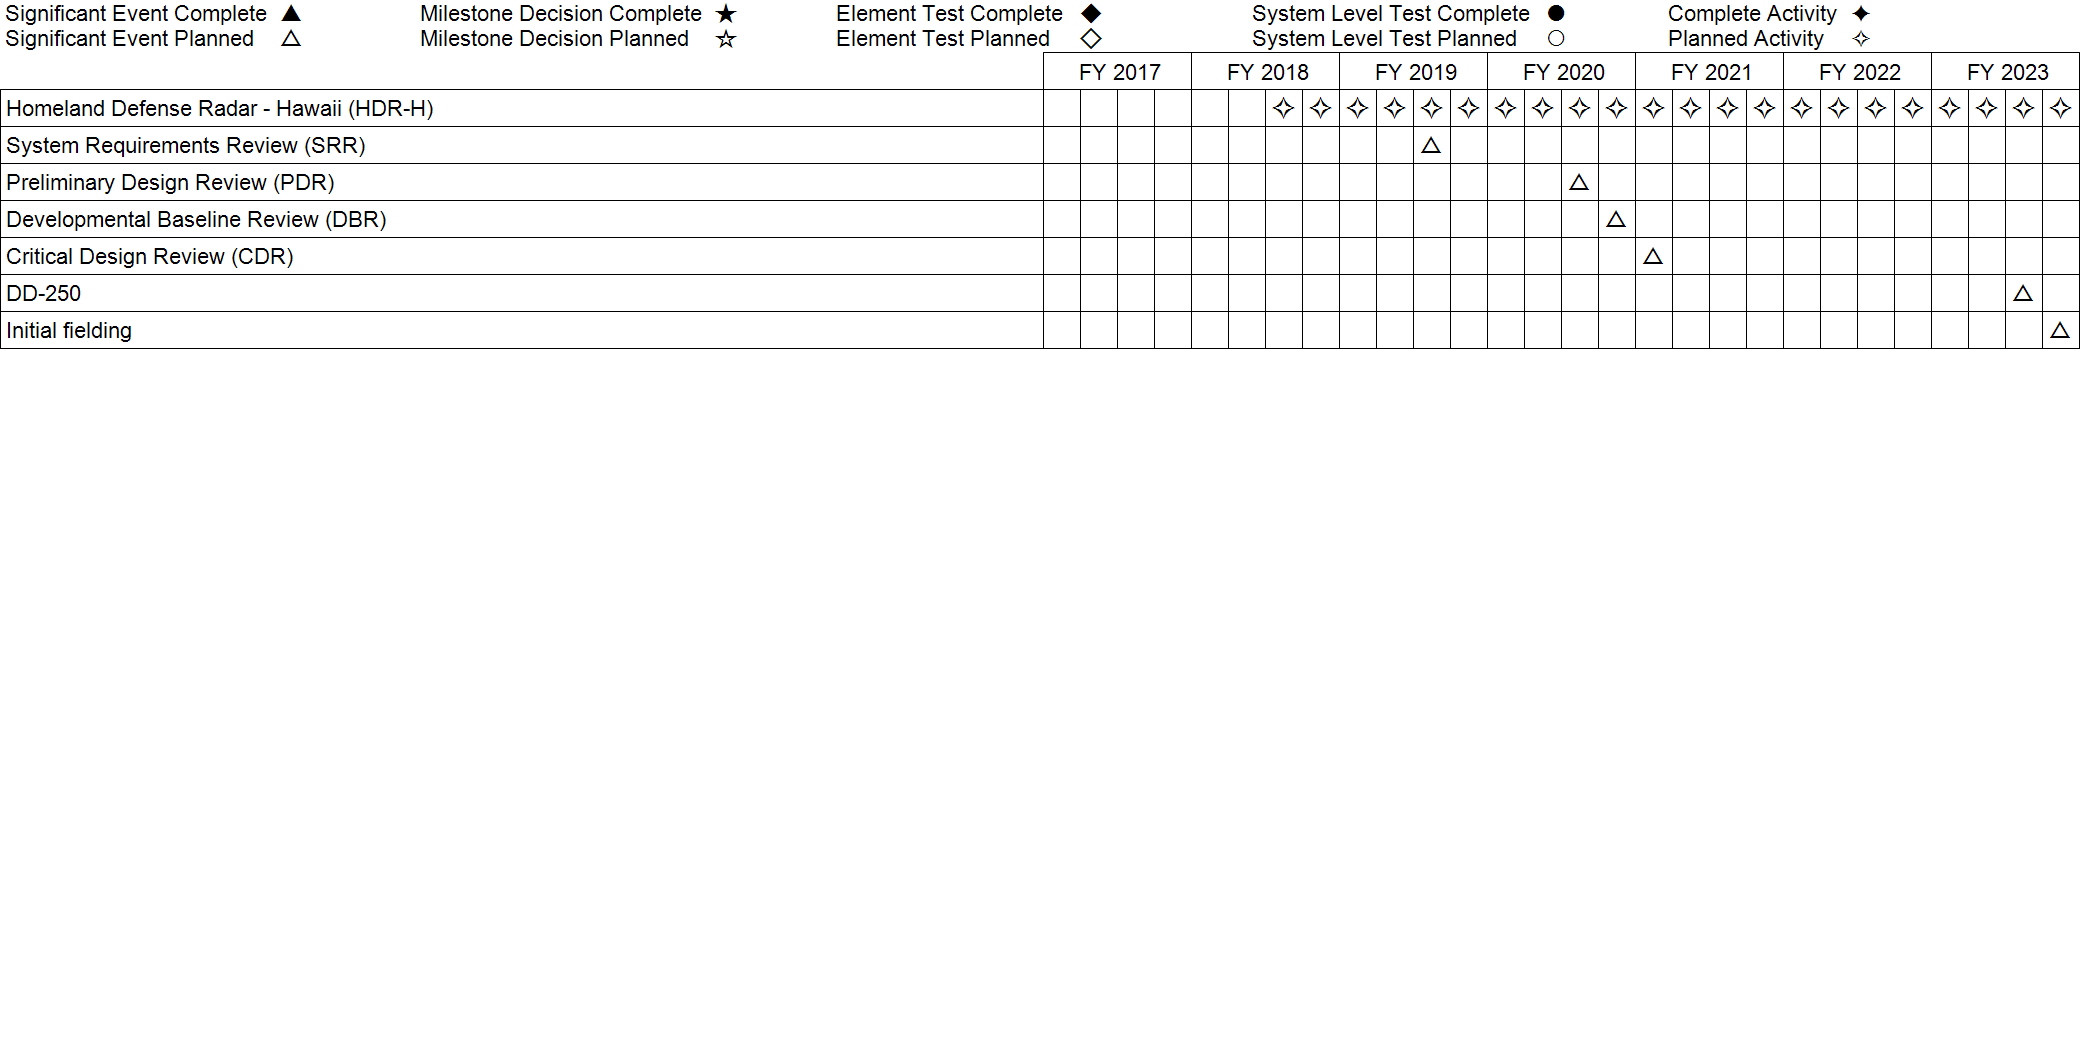 Significant Event Complete ▲ Milestone Decision Complete ★ Element Test Complete ◆ System Level Test Complete ● Complete Activity ✦
Significant Event Planned △ Milestone Decision Planned ☆ Element Test Planned ◇ System Level Test Planned ○ Planned Activity ✧
FY 2017 FY 2018 FY 2019 FY 2020 FY 2021 FY 2022 FY 2023
Homeland Defense Radar - Hawaii (HDR-H) ✧ ✧ ✧ ✧ ✧ ✧ ✧ ✧ ✧ ✧ ✧ ✧ ✧ ✧ ✧ ✧ ✧ ✧ ✧ ✧ ✧ ✧
System Requirements Review (SRR) △
Preliminary Design Review (PDR) △
Developmental Baseline Review (DBR) △
Critical Design Review (CDR) △
DD-250 △
Initial fielding △